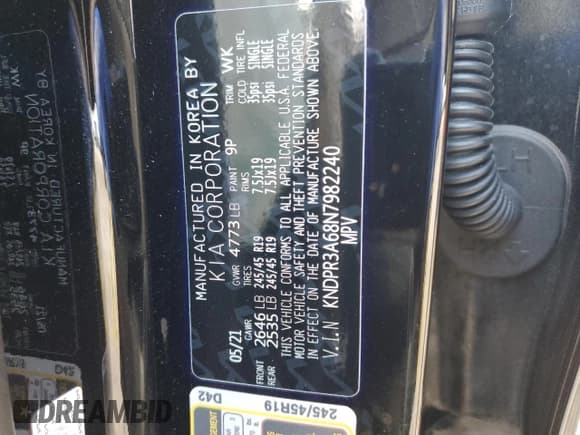 MANUFACTURED IN KOREA BY
KIA CORPORATION
05/21 GVWR 4773 LB PAINT 9P TRIM WK
GAWR TIRES RIMS COLD TIRE INFL
FRONT 2646 LB 245/45 R19 7.5Jx19 35psi SINGLE
REAR 2535 LB 245/45 R19 7.5Jx19 35psi SINGLE
THIS VEHICLE CONFORMS TO ALL APPLICABLE U.S.A. FEDERAL
MOTOR VEHICLE SAFETY AND THEFT PREVENTION STANDARDS
IN EFFECT ON THE DATE OF MANUFACTURE SHOWN ABOVE.
V.I.N KNDPR3A68N7982240
MPV
D42
245/45R19
DREAMBID